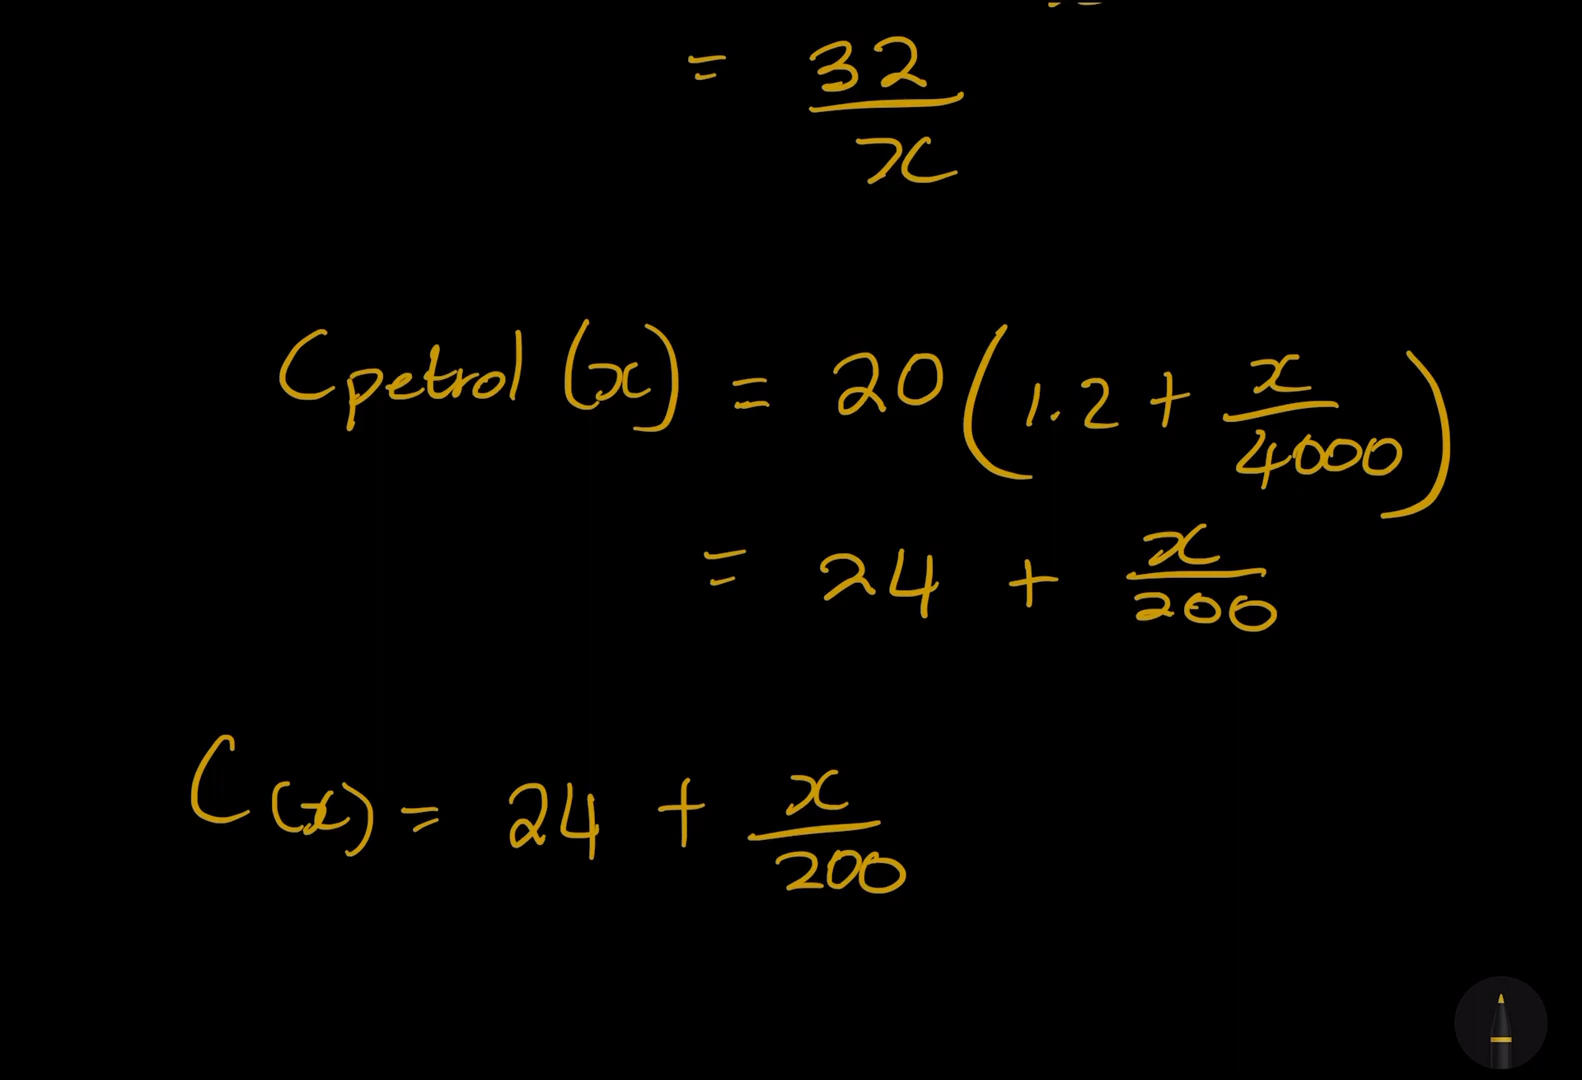 = 32/x
Cpetrol (x) = 20(1.2 + x/4000)
= 24 + x/200
C(x) = 24 + x/200